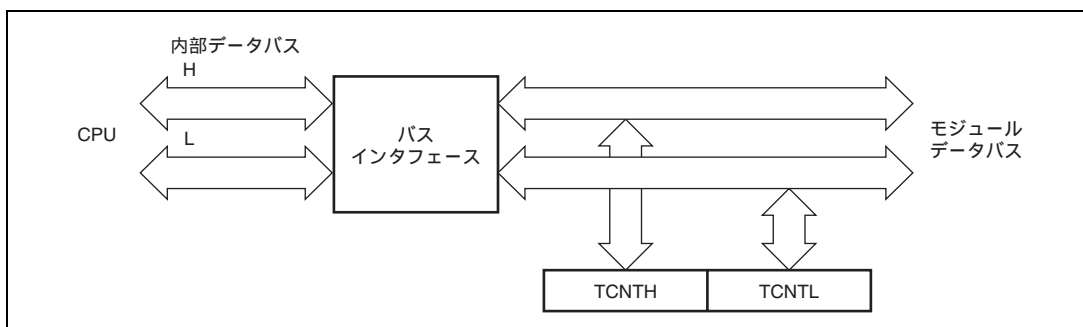 内部データバス
H
CPU
L
バス
インタフェース
モジュール
データバス
TCNTH
TCNTL